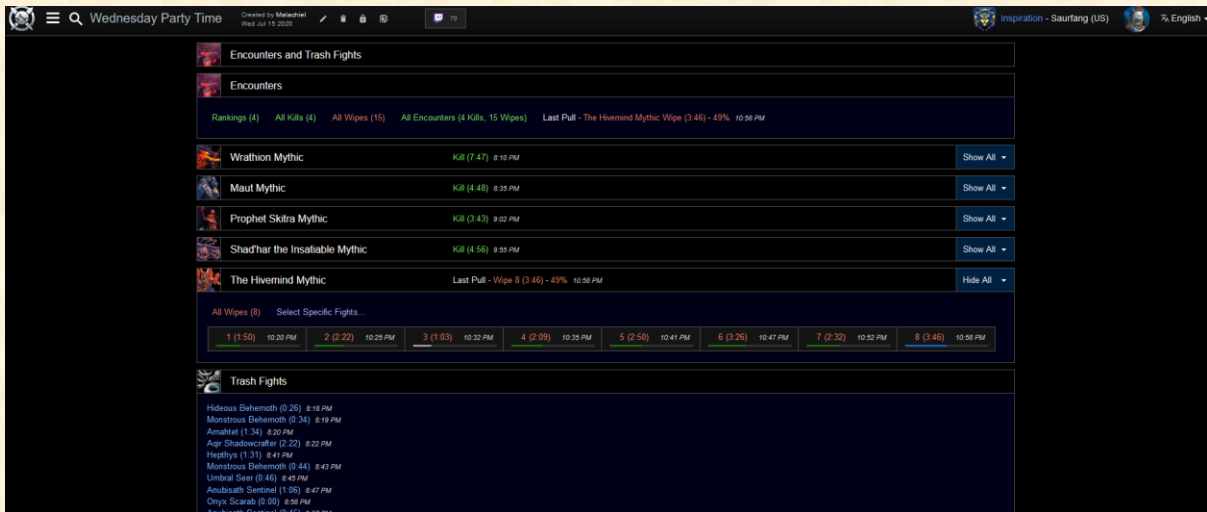 Wednesday Party Time Created by Malachiel 70 Inspiration - Saurfang (US) English
Wed Jul 15 2020
Encounters and Trash Fights
Encounters
Rankings (4) All Kills (4) All Wipes (15) All Encounters (4 Kills, 15 Wipes) Last Pull - The Hivemind Mythic Wipe (3:46) - 49% 10:58 PM
Wrathion Mythic Kill (7:47) 8:10 PM Show All
Maut Mythic Kill (4:48) 8:35 PM Show All
Prophet Skitra Mythic Kill (3:43) 9:02 PM Show All
Shad'har the Insatiable Mythic Kill (4:56) 9:55 PM Show All
The Hivemind Mythic Last Pull - Wipe 8 (3:46) - 49% 10:58 PM Hide All
All Wipes (8) Select Specific Fights...
1 (1:50) 10:20 PM 2 (2:22) 10:25 PM 3 (1:03) 10:32 PM 4 (2:09) 10:35 PM 5 (2:50) 10:41 PM 6 (3:26) 10:47 PM 7 (2:32) 10:52 PM 8 (3:46) 10:58 PM
Trash Fights
Hideous Behemoth (0:26) 8:18 PM
Monstrous Behemoth (0:34) 8:19 PM
Amahtet (1:34) 8:20 PM
Aqir Shadowcrafter (2:22) 8:22 PM
Hepthys (1:31) 8:41 PM
Monstrous Behemoth (0:44) 8:43 PM
Umbral Seer (0:46) 8:45 PM
Anubisath Sentinel (1:06) 8:47 PM
Onyx Scarab (0:00) 8:58 PM
Anubisath Sentinel